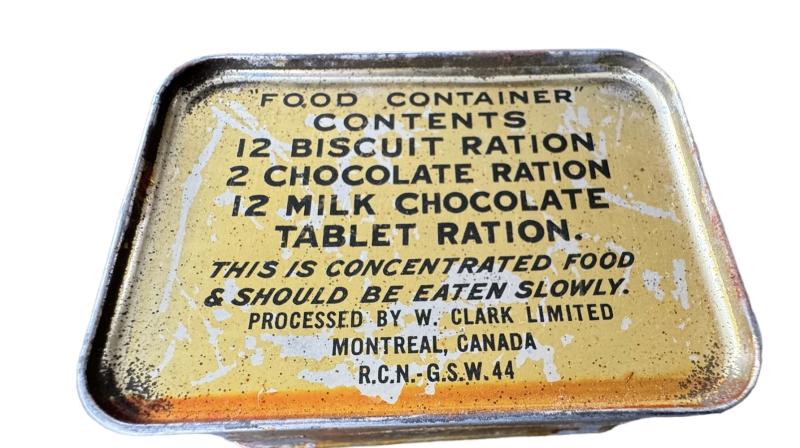 "FOOD CONTAINER"
CONTENTS
12 BISCUIT RATION
2 CHOCOLATE RATION
12 MILK CHOCOLATE
TABLET RATION.
THIS IS CONCENTRATED FOOD
& SHOULD BE EATEN SLOWLY.
PROCESSED BY W. CLARK LIMITED
MONTREAL, CANADA
R.C.N.-G.S.W.44